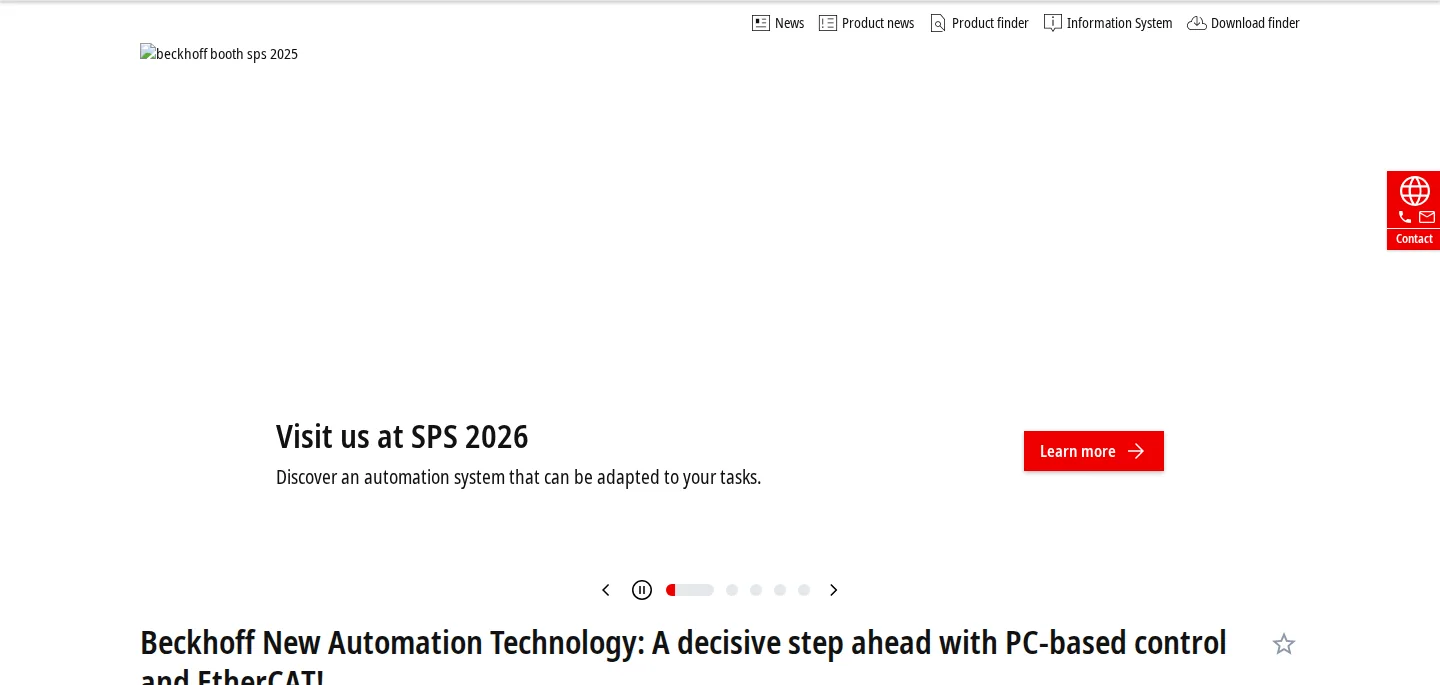 News Product news Product finder Information System Download finder
beckhoff booth sps 2025
Contact
Visit us at SPS 2026
Learn more
Discover an automation system that can be adapted to your tasks.
Beckhoff New Automation Technology: A decisive step ahead with PC-based control
and EtherCAT!